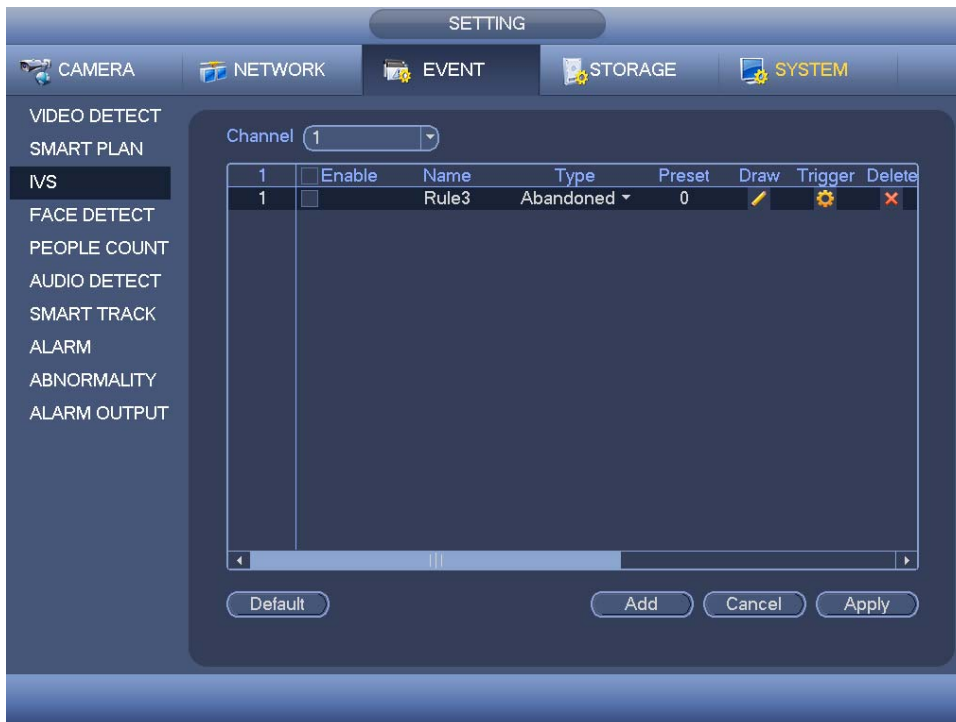 SETTING
CAMERA NETWORK EVENT STORAGE SYSTEM
VIDEO DETECT
SMART PLAN
IVS
FACE DETECT
PEOPLE COUNT
AUDIO DETECT
SMART TRACK
ALARM
ABNORMALITY
ALARM OUTPUT
Channel 1
1 Enable Name Type Preset Draw Trigger Delete
1 Rule3 Abandoned 0
Default Add Cancel Apply